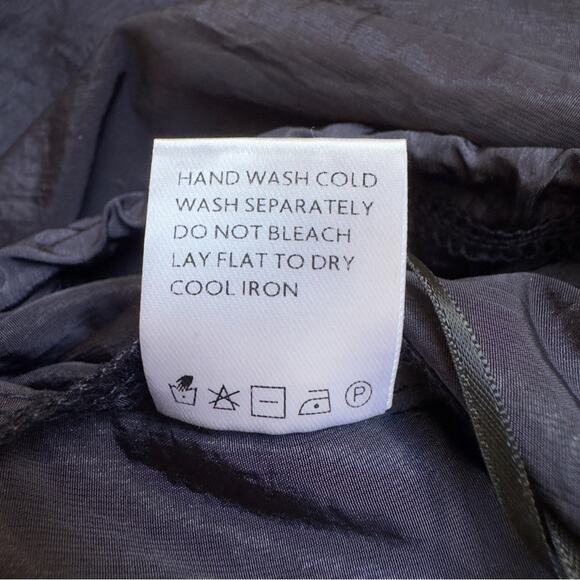 HAND WASH COLD
WASH SEPARATELY
DO NOT BLEACH
LAY FLAT TO DRY
COOL IRON
P